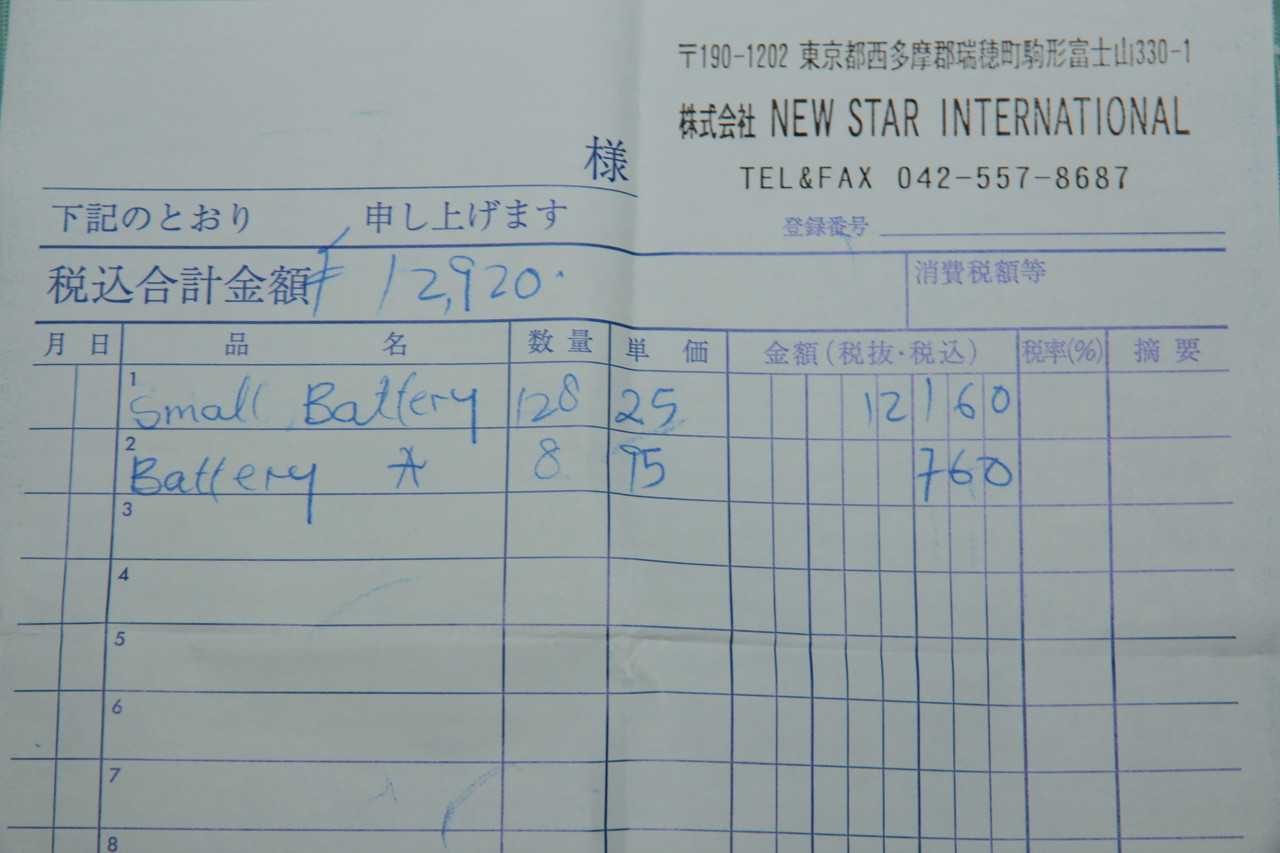 〒190-1202 東京都西多摩郡瑞穂町駒形富士山330-1
株式会社 NEW STAR INTERNATIONAL
TEL&FAX 042-557-8687
様
下記のとおり 申し上げます
登録番号
税込合計金額 ¥ 12,920.
消費税額等
月 日 品 名 数量 単 価 金額(税抜・税込) 税率(%) 摘要
1 Small Battery 128 25 12160
2 Battery 大 8 95 760
3
4
5
6
7
8